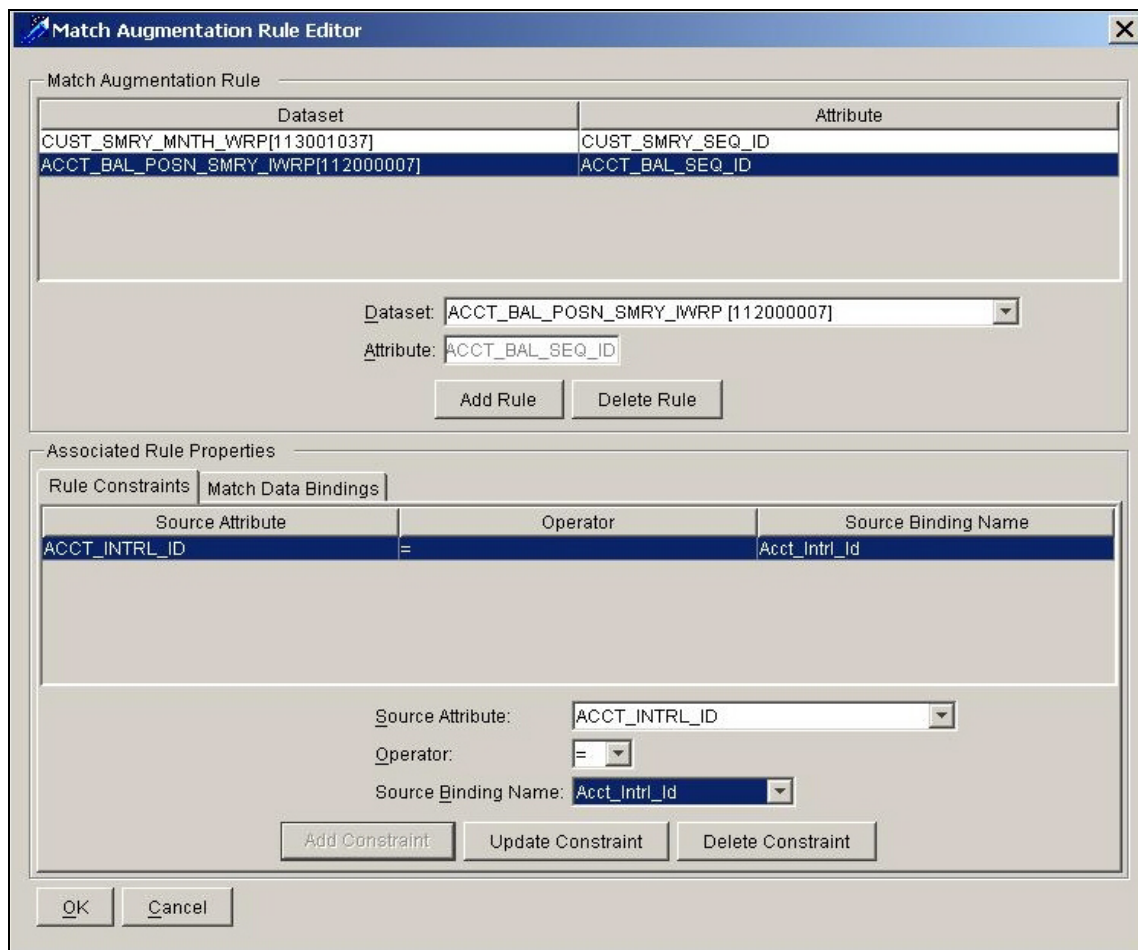 Match Augmentation Rule Editor
Match Augmentation Rule
Dataset Attribute
CUST_SMRY_MNTH_WRP[113001037] CUST_SMRY_SEQ_ID
ACCT_BAL_POSN_SMRY_IWRP[112000007] ACCT_BAL_SEQ_ID
Dataset: ACCT_BAL_POSN_SMRY_IWRP [112000007]
Attribute: ACCT_BAL_SEQ_ID
Add Rule Delete Rule
Associated Rule Properties
Rule Constraints Match Data Bindings
Source Attribute Operator Source Binding Name
ACCT_INTRL_ID = Acct_Intrl_Id
Source Attribute: ACCT_INTRL_ID
Operator: =
Source Binding Name: Acct_Intrl_Id
Add Constraint Update Constraint Delete Constraint
OK Cancel